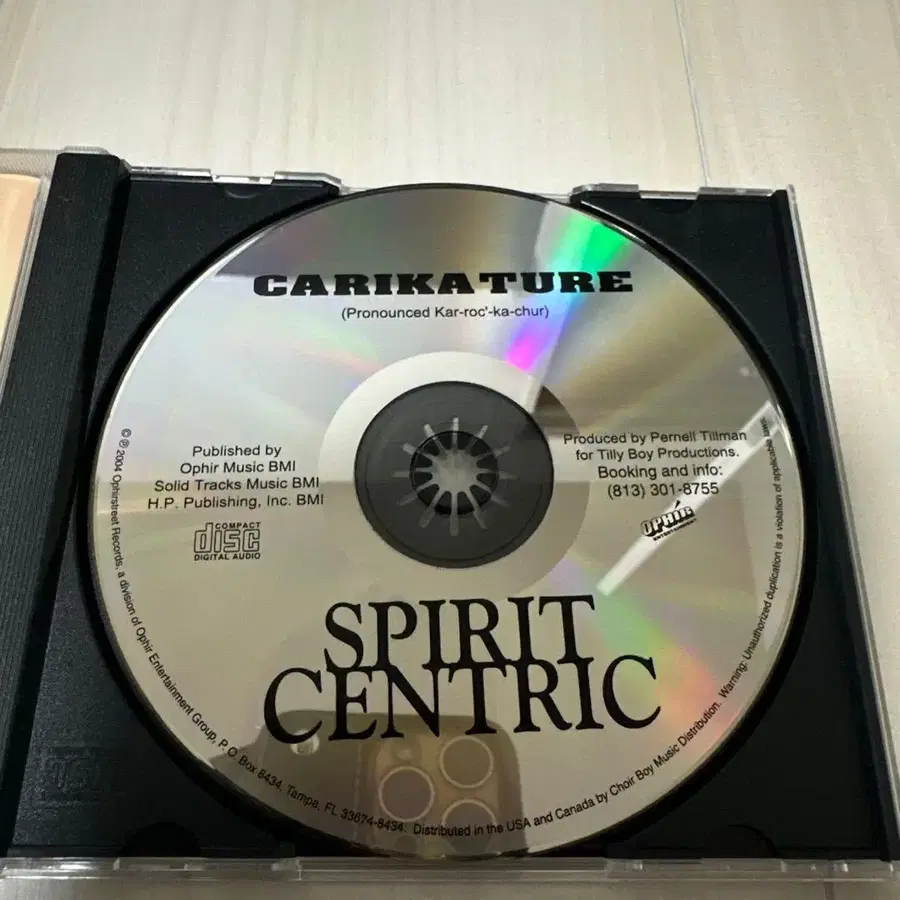 CARIKATURE
(Pronounced Kar-roc'-ka-chur)
Published by
Ophir Music BMI
Solid Tracks Music BMI
H.P. Publishing, Inc. BMI
COMPACT
disc
DIGITAL AUDIO
Produced by Pernell Tillman
for Tilly Boy Productions.
Booking and info:
(813) 301-8755
OPHIR
ENTERTAINMENT
SPIRIT
CENTRIC
© ℗ 2004 Ophirstreet Records, a division of Ophir Entertainment Group, P.O. Box 8434, Tampa, FL 33674-8434. Distributed in the USA and Canada by Choir Boy Music Distribution. Warning: Unauthorized duplication is a violation of applicable laws.